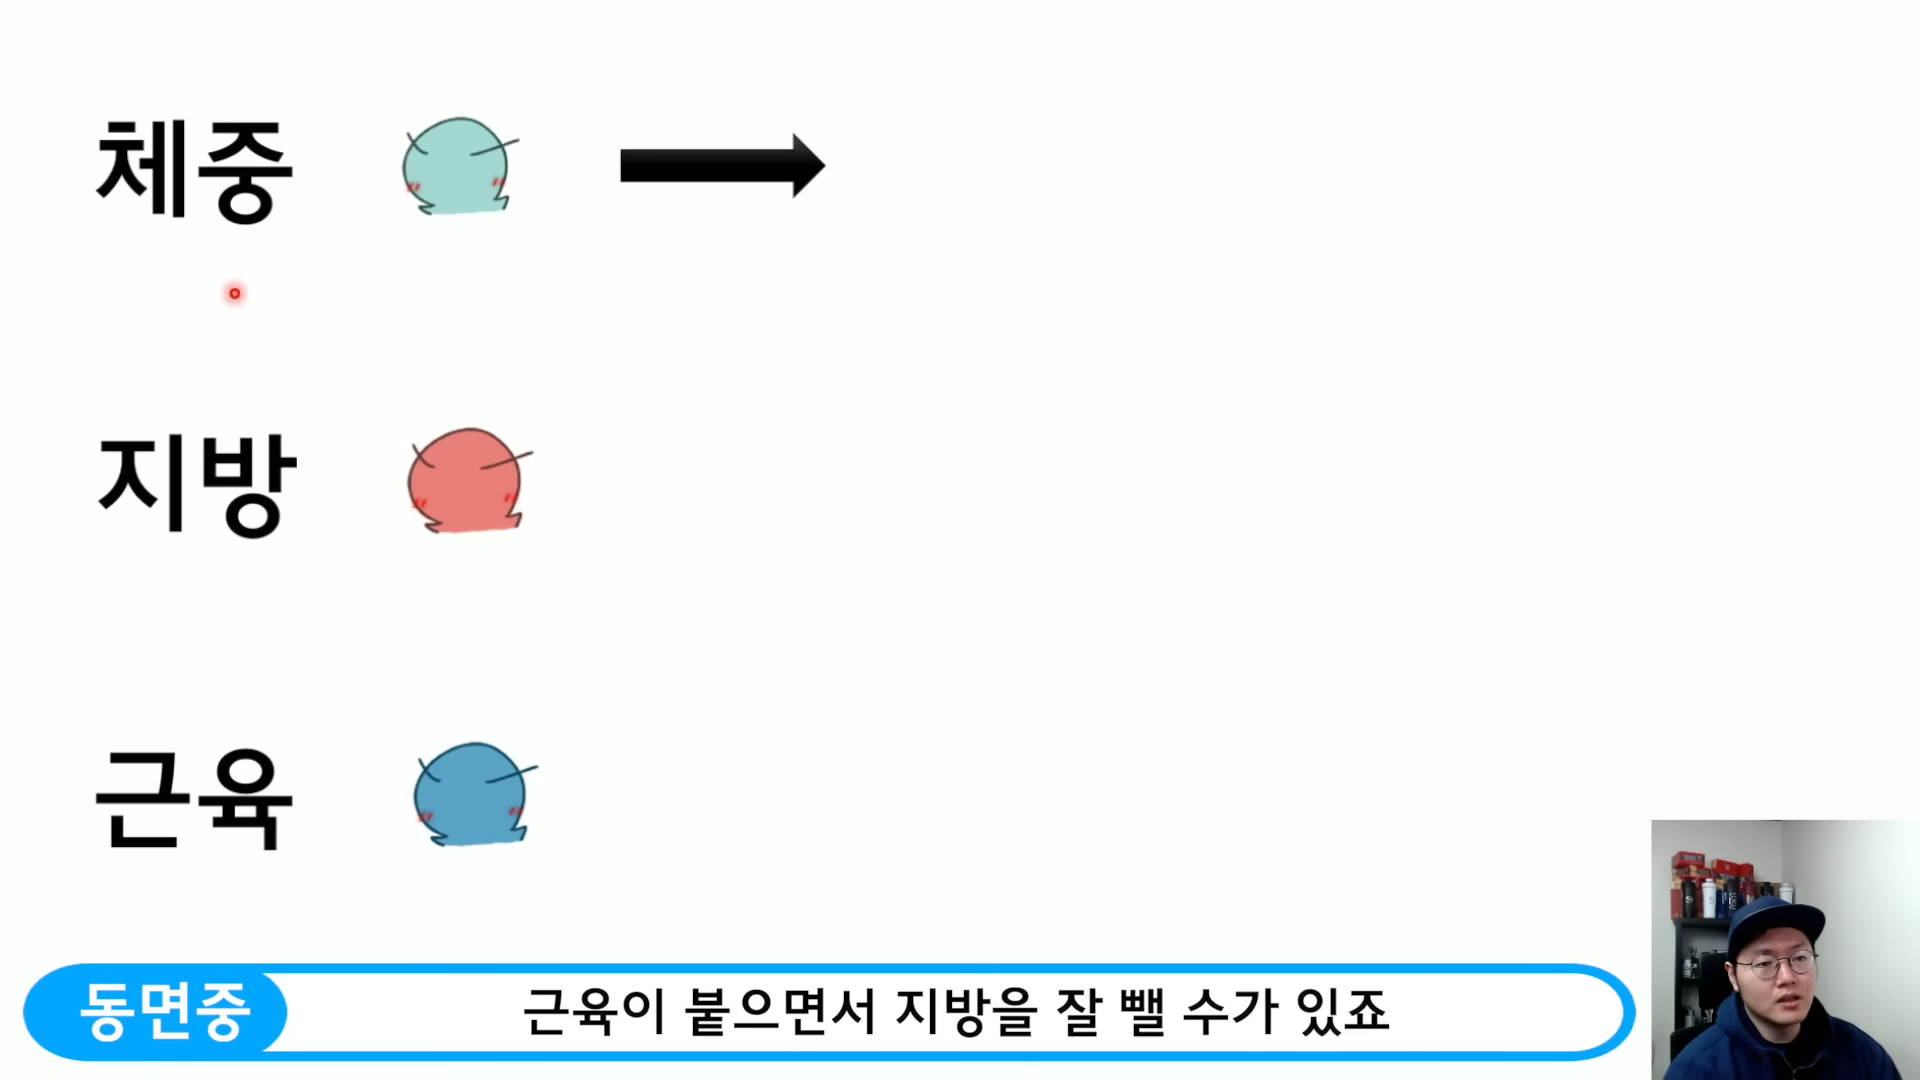 체중
지방
근육
동면중
근육이 붙으면서 지방을 잘 뺄 수가 있죠